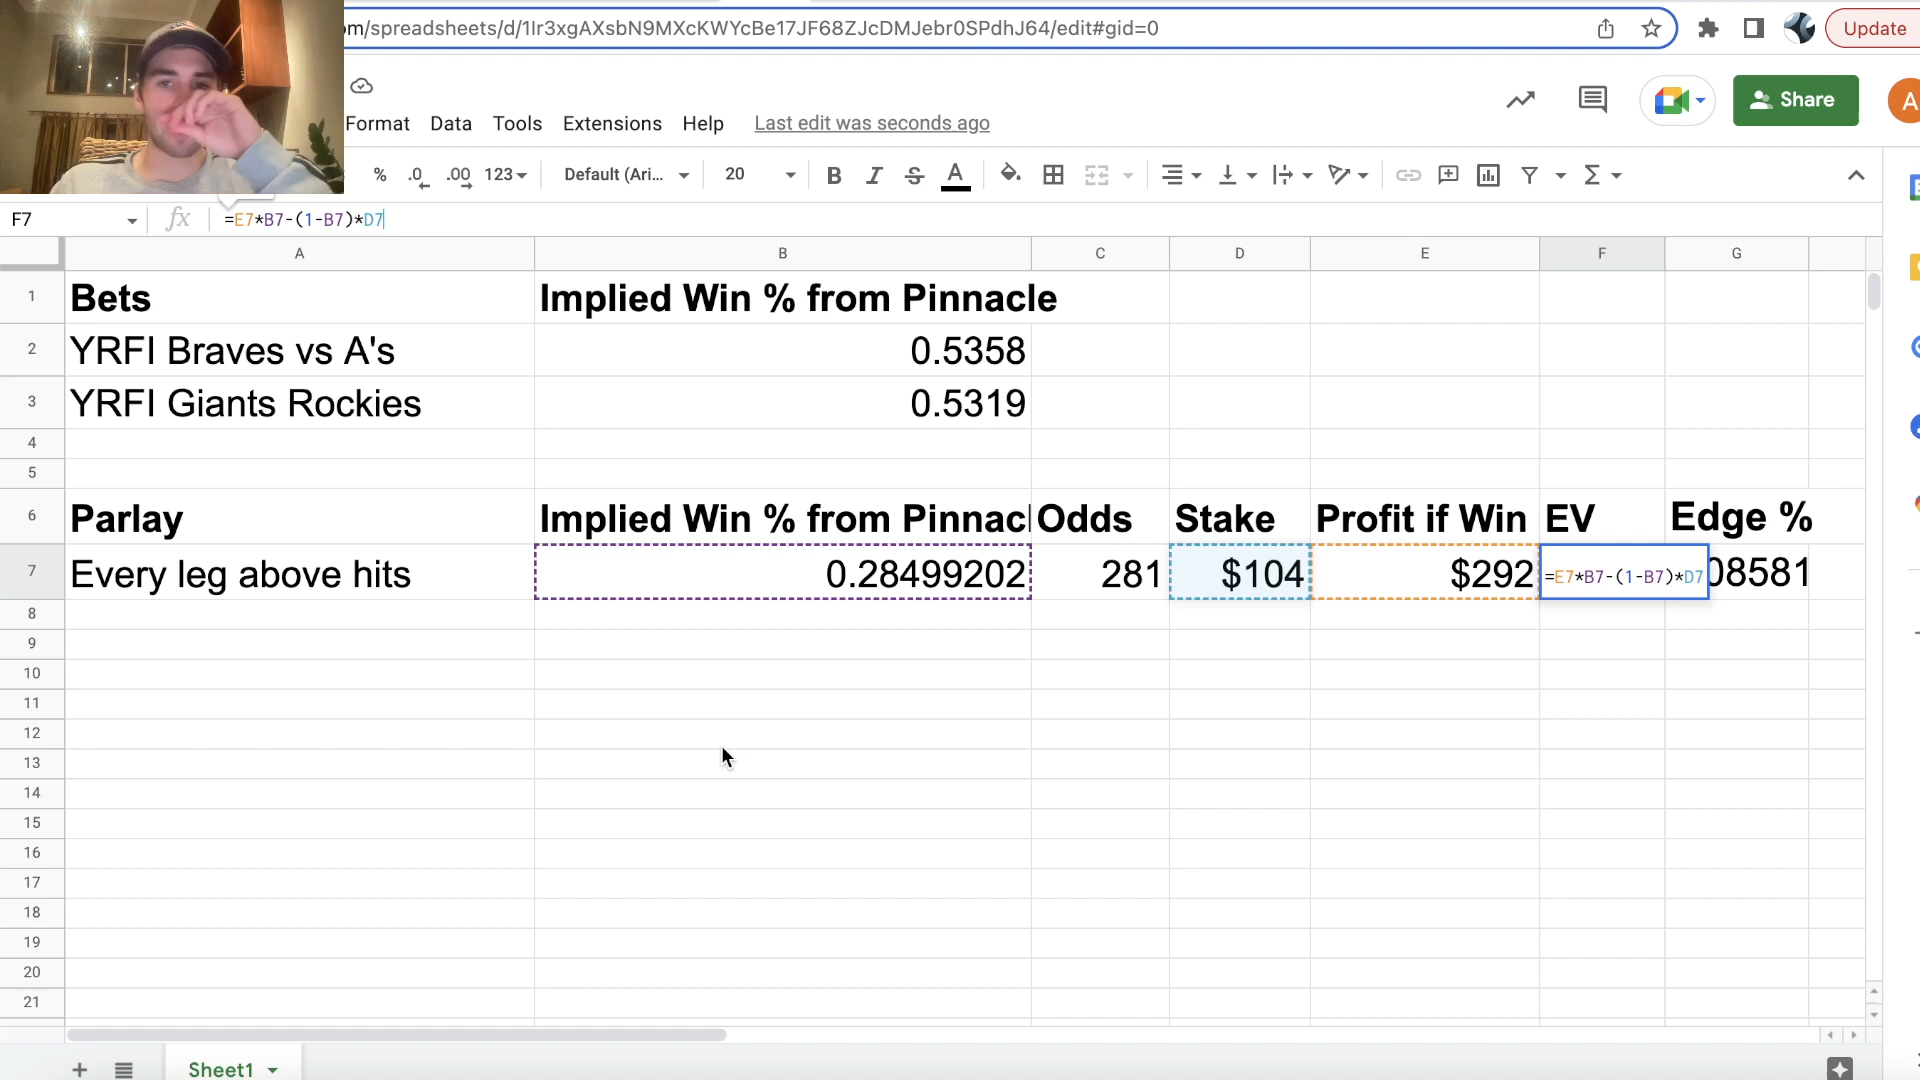 om/spreadsheets/d/1lr3xgAXsbN9MXcKWYcBe17JF68ZJcDMJebr0SPdhJ64/edit#gid=0
Update
Format Data Tools Extensions Help Last edit was seconds ago
Share
A
% .0 .00 123 Default (Ari... 20 B I S A Σ
F7 fx =E7*B7-(1-B7)*D7
A B C D E F G
1 Bets Implied Win % from Pinnacle
2 YRFI Braves vs A's 0.5358
3 YRFI Giants Rockies 0.5319
4
5
6 Parlay Implied Win % from Pinnacl Odds Stake Profit if Win EV Edge %
7 Every leg above hits 0.28499202 281 $104 $292 =E7*B7-(1-B7)*D7 08581
8
9
10
11
12
13
14
15
16
17
18
19
20
21
+ Sheet1